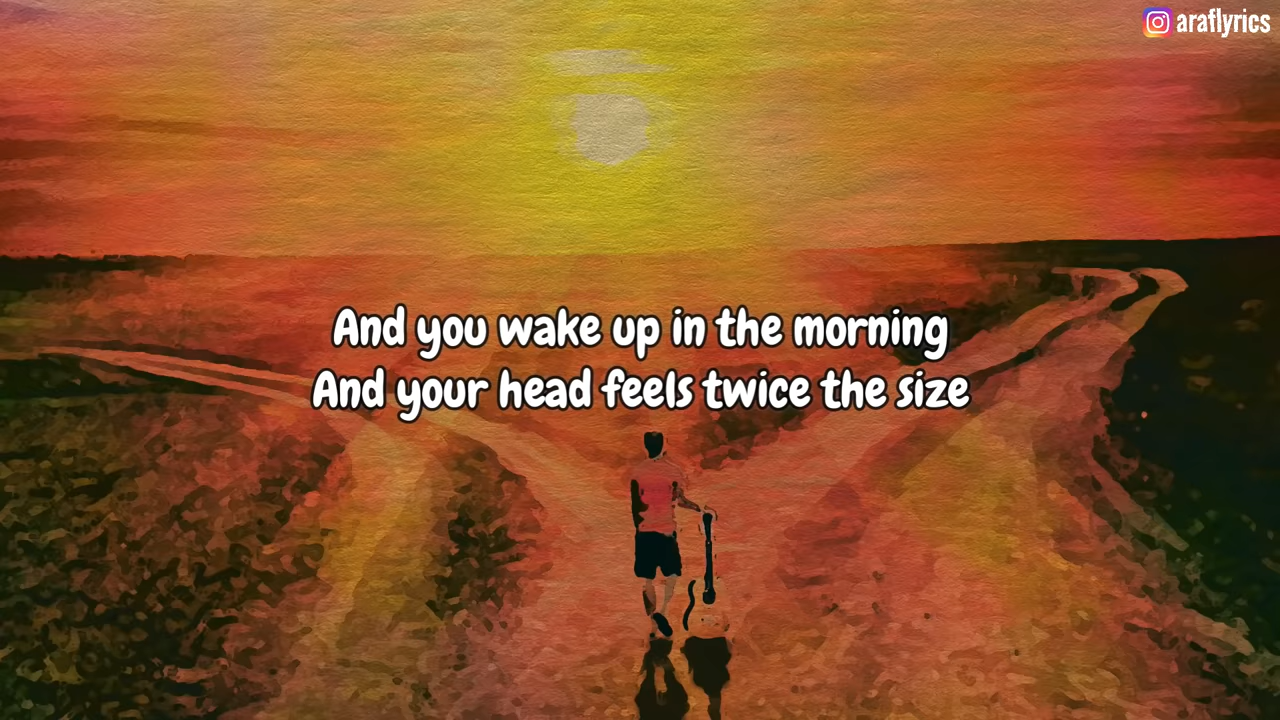 araflyrics
And you wake up in the morning
And your head feels twice the size